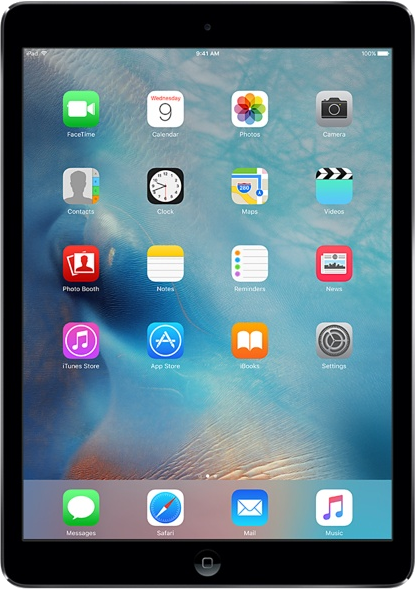 iPad 9:41 AM 100%
Wednesday
9
FaceTime Calendar Photos Camera
280
Contacts Clock Maps Videos
Photo Booth Notes Reminders News
iTunes Store App Store iBooks Settings
Messages Safari Mail Music